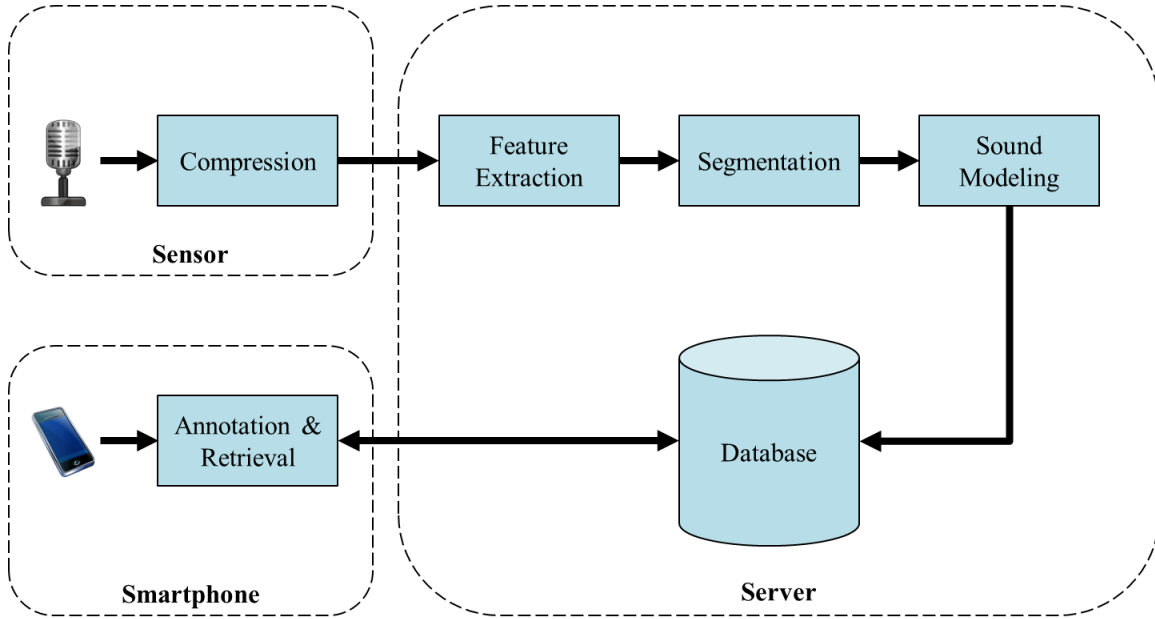 Compression
Feature
Extraction
Segmentation
Sound
Modeling
Sensor
Annotation &
Retrieval
Database
Smartphone
Server